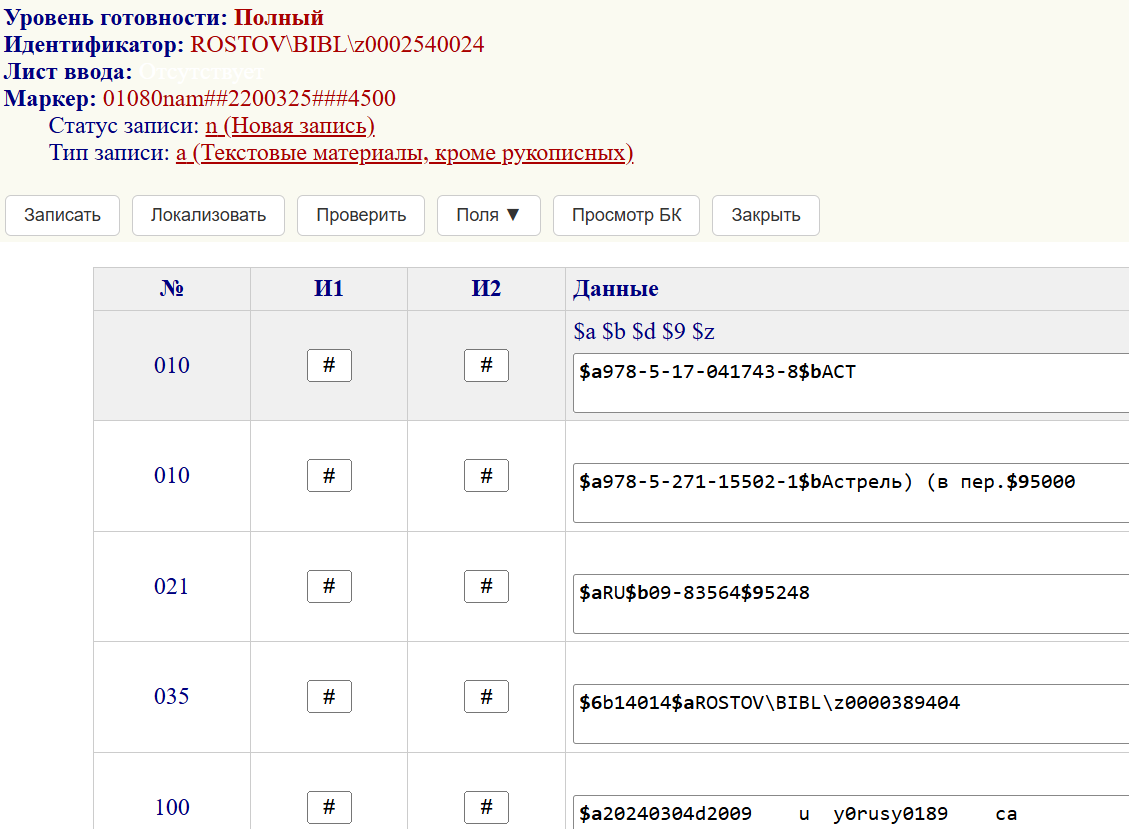 Уровень готовности: Полный
Идентификатор: ROSTOV\BIBL\z0002540024
Лист ввода: Отсутствует
Маркер: 01080nam##2200325###4500
Статус записи: n (Новая запись)
Тип записи: a (Текстовые материалы, кроме рукописных)
Записать Локализовать Проверить Поля ▼ Просмотр БК Закрыть
№ И1 И2 Данные
$a $b $d $9 $z
010 # # $a978-5-17-041743-8$bАСТ
010 # # $a978-5-271-15502-1$bАстрель) (в пер.$95000
021 # # $aRU$b09-83564$95248
035 # # $6b14014$aROSTOV\BIBL\z0000389404
100 # # $a20240304d2009    u  y0rusy0189    ca